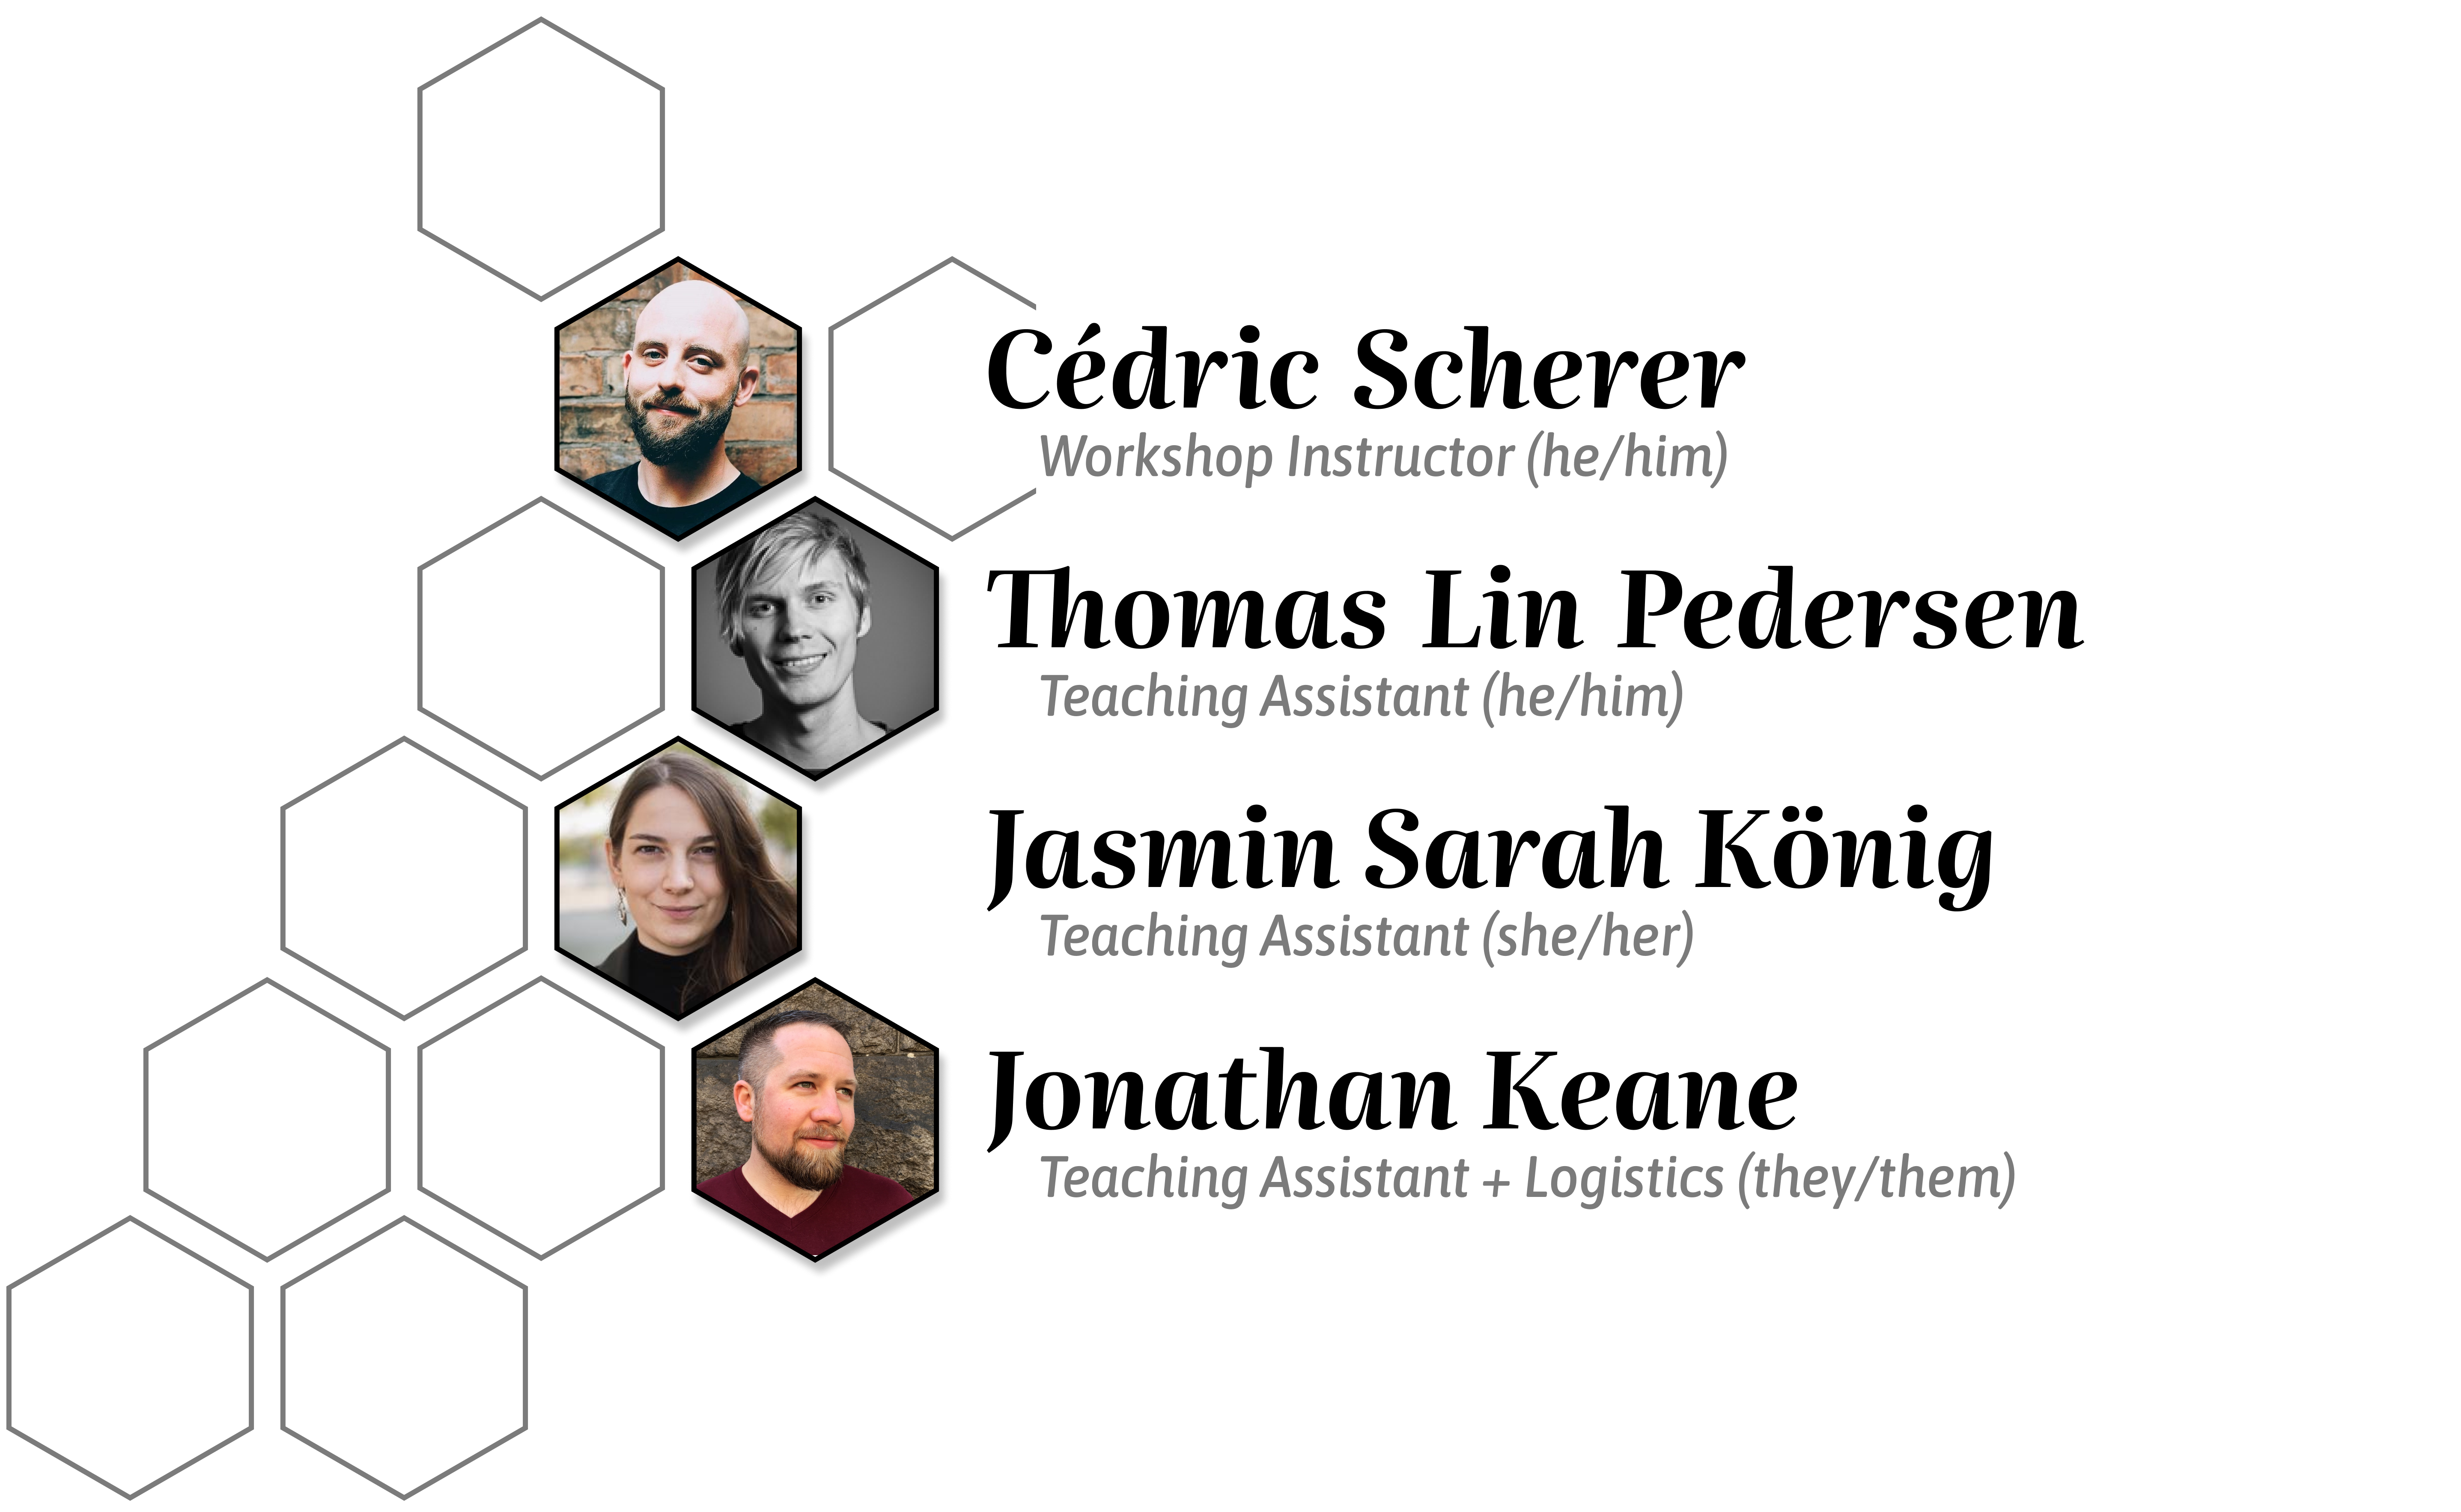 Cédric Scherer
Workshop Instructor (he/him)
Thomas Lin Pedersen
Teaching Assistant (he/him)
Jasmin Sarah König
Teaching Assistant (she/her)
Jonathan Keane
Teaching Assistant + Logistics (they/them)